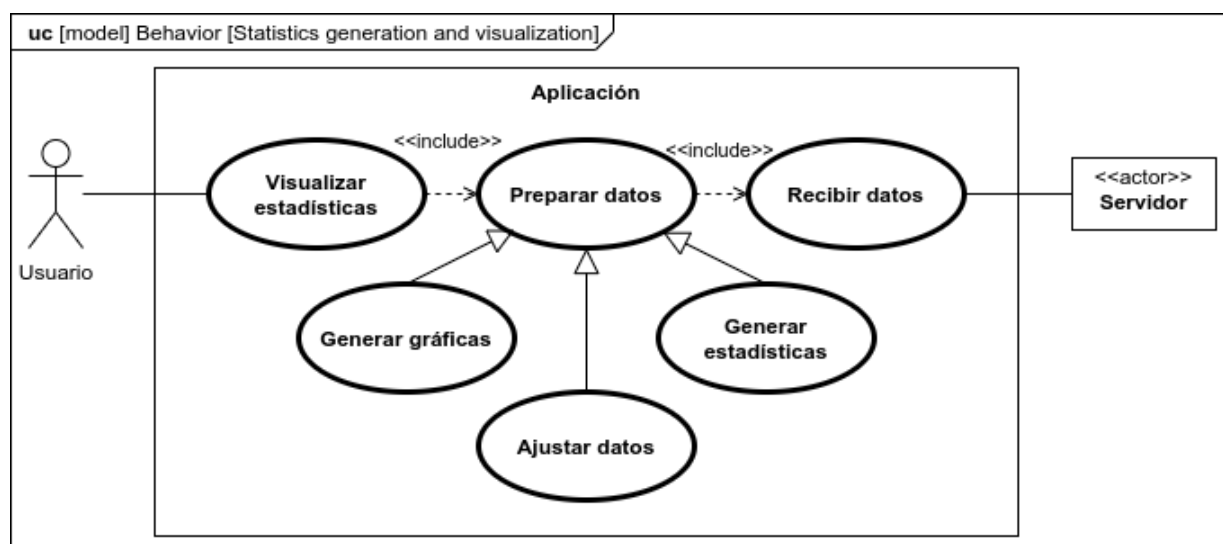 uc [model] Behavior [Statistics generation and visualization]
Aplicación
<<include>>
<<include>>
Visualizar
estadísticas
Preparar datos
Recibir datos
<<actor>>
Servidor
Usuario
Generar gráficas
Generar
estadísticas
Ajustar datos